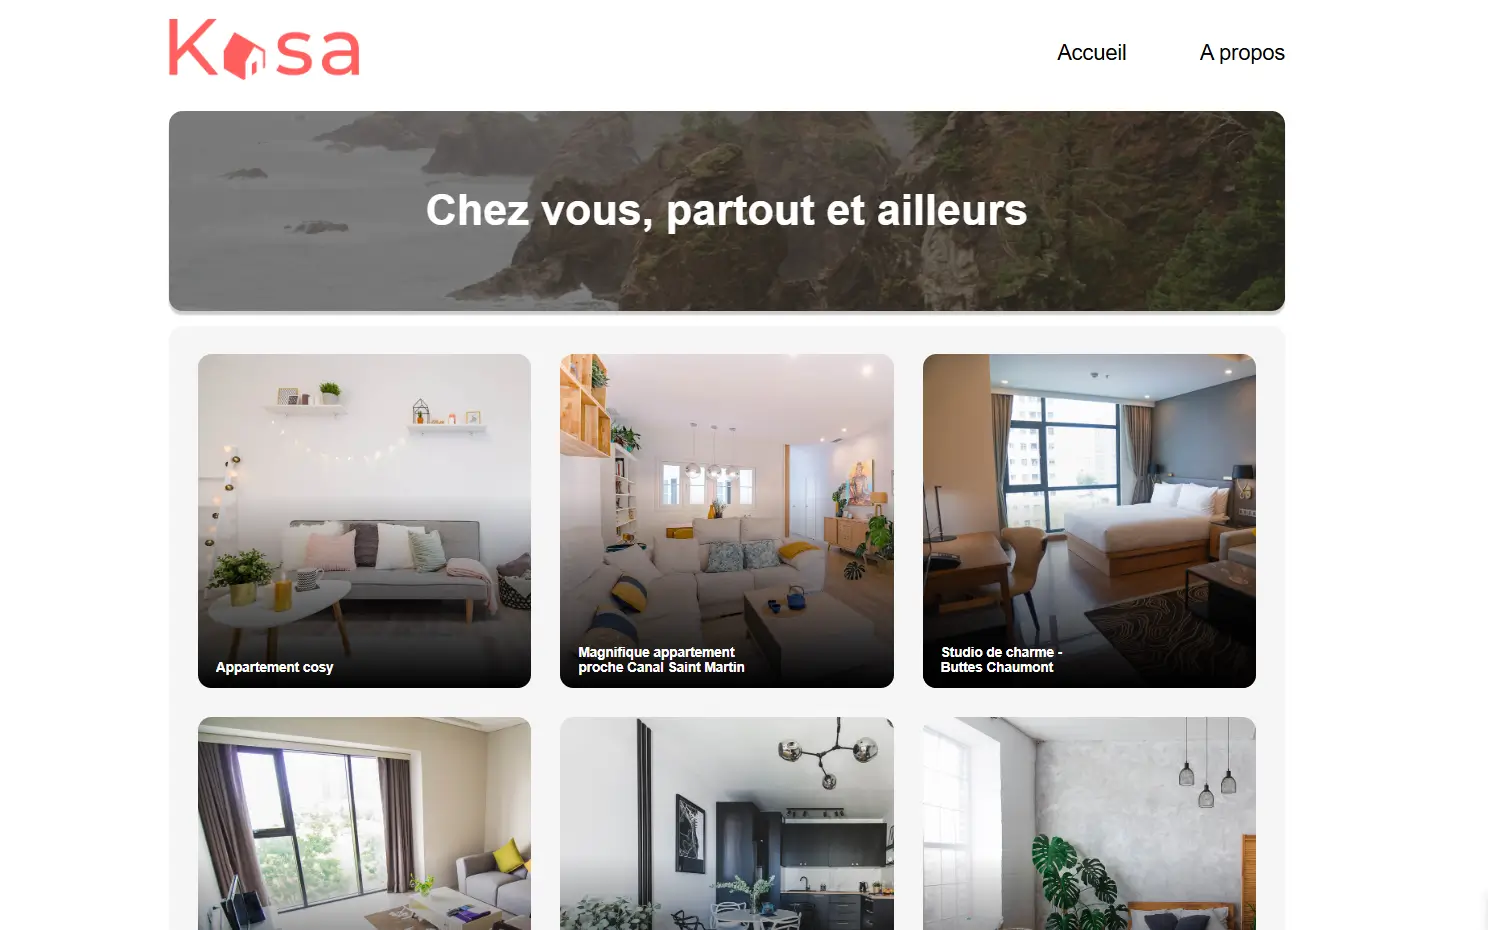 Kasa
Accueil
A propos
Chez vous, partout et ailleurs
Appartement cosy
Magnifique appartement
proche Canal Saint Martin
Studio de charme -
Buttes Chaumont